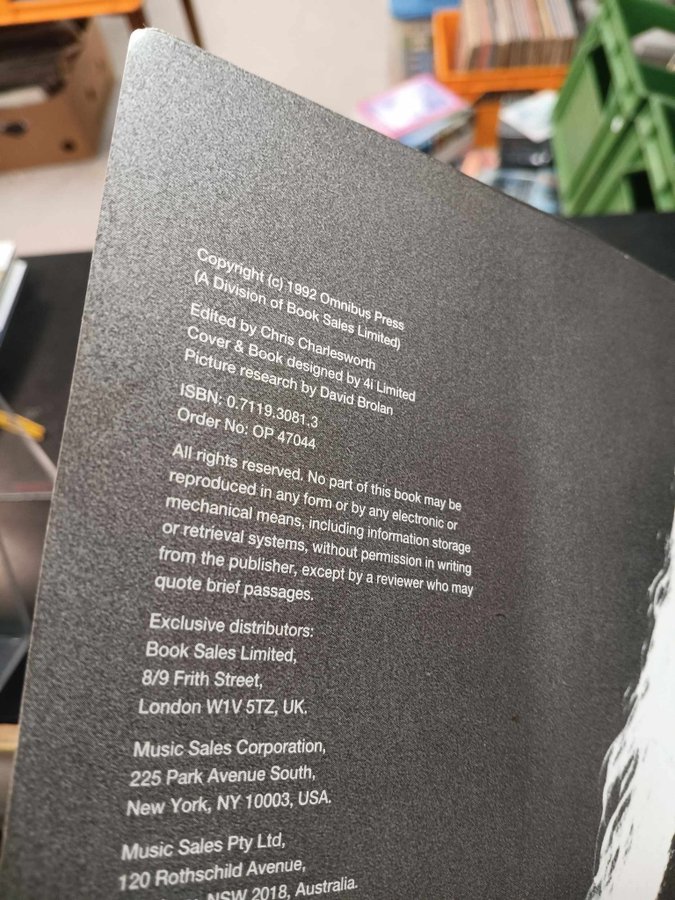 Copyright (c) 1992 Omnibus Press
(A Division of Book Sales Limited)
Edited by Chris Charlesworth
Cover & Book designed by 4i Limited
Picture research by David Brolan
ISBN: 0.7119.3081.3
Order No: OP 47044
All rights reserved. No part of this book may be
reproduced in any form or by any electronic or
mechanical means, including information storage
or retrieval systems, without permission in writing
from the publisher, except by a reviewer who may
quote brief passages.
Exclusive distributors:
Book Sales Limited,
8/9 Frith Street,
London W1V 5TZ, UK.
Music Sales Corporation,
225 Park Avenue South,
New York, NY 10003, USA.
Music Sales Pty Ltd,
120 Rothschild Avenue,
NSW 2018, Australia.